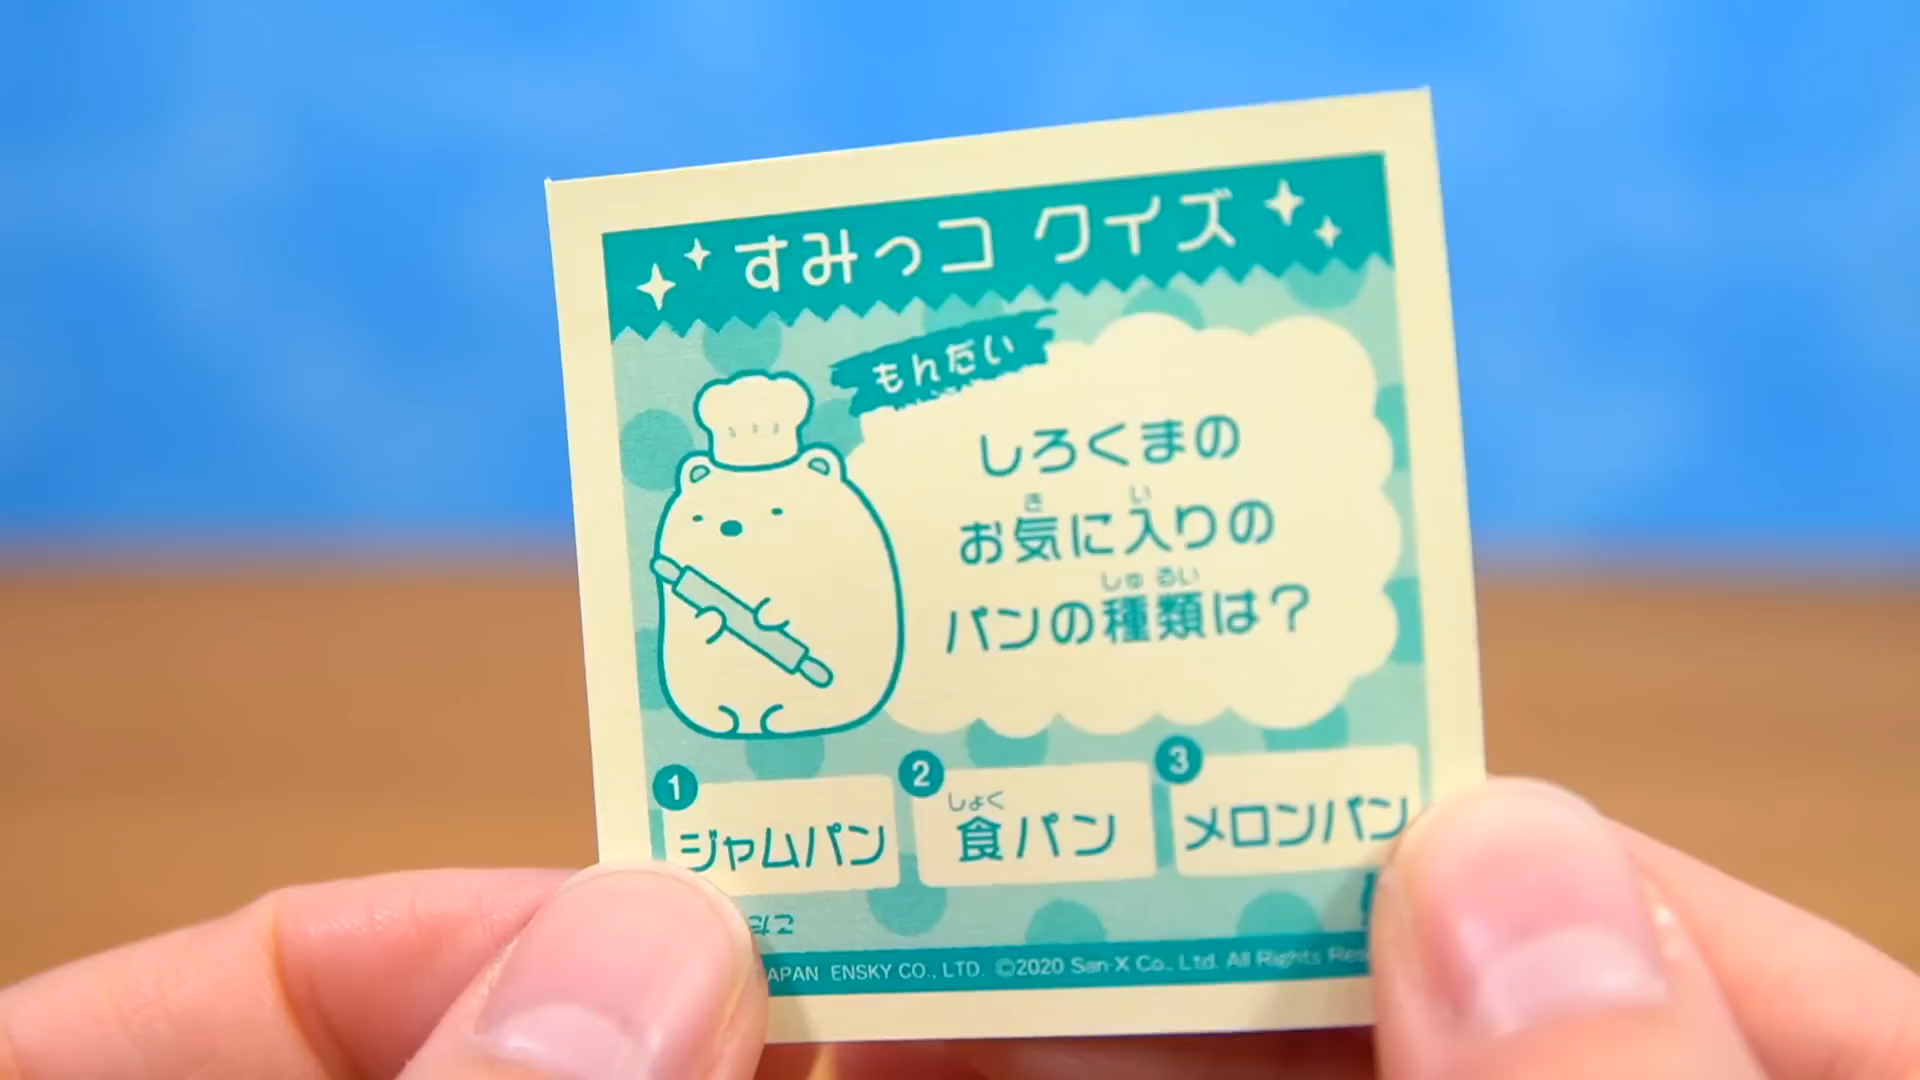 すみっコ クイズ
もんだい
しろくまの
お気に入りの
パンの種類は？
き
い
しゅ るい
1
ジャムパン
2
食パン
しょく
3
メロンパン
こた
JAPAN ENSKY CO., LTD. ©2020 San-X Co., Ltd. All Rights